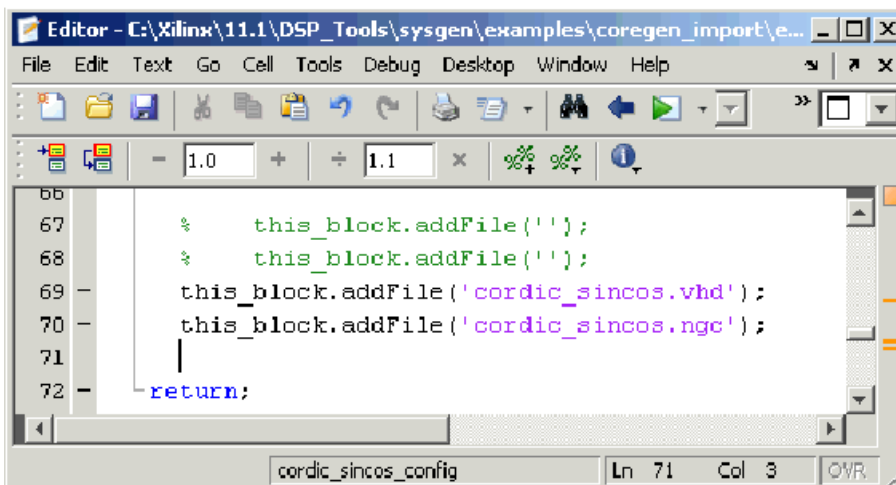 Editor - C:\Xilinx\11.1\DSP_Tools\sysgen\examples\coregen_import\e...
File Edit Text Go Cell Tools Debug Desktop Window Help
1.0 1.1
66
67 % this_block.addFile('');
68 % this_block.addFile('');
69 this_block.addFile('cordic_sincos.vhd');
70 this_block.addFile('cordic_sincos.ngc');
71
72 return;
cordic_sincos_config Ln 71 Col 3 OVR